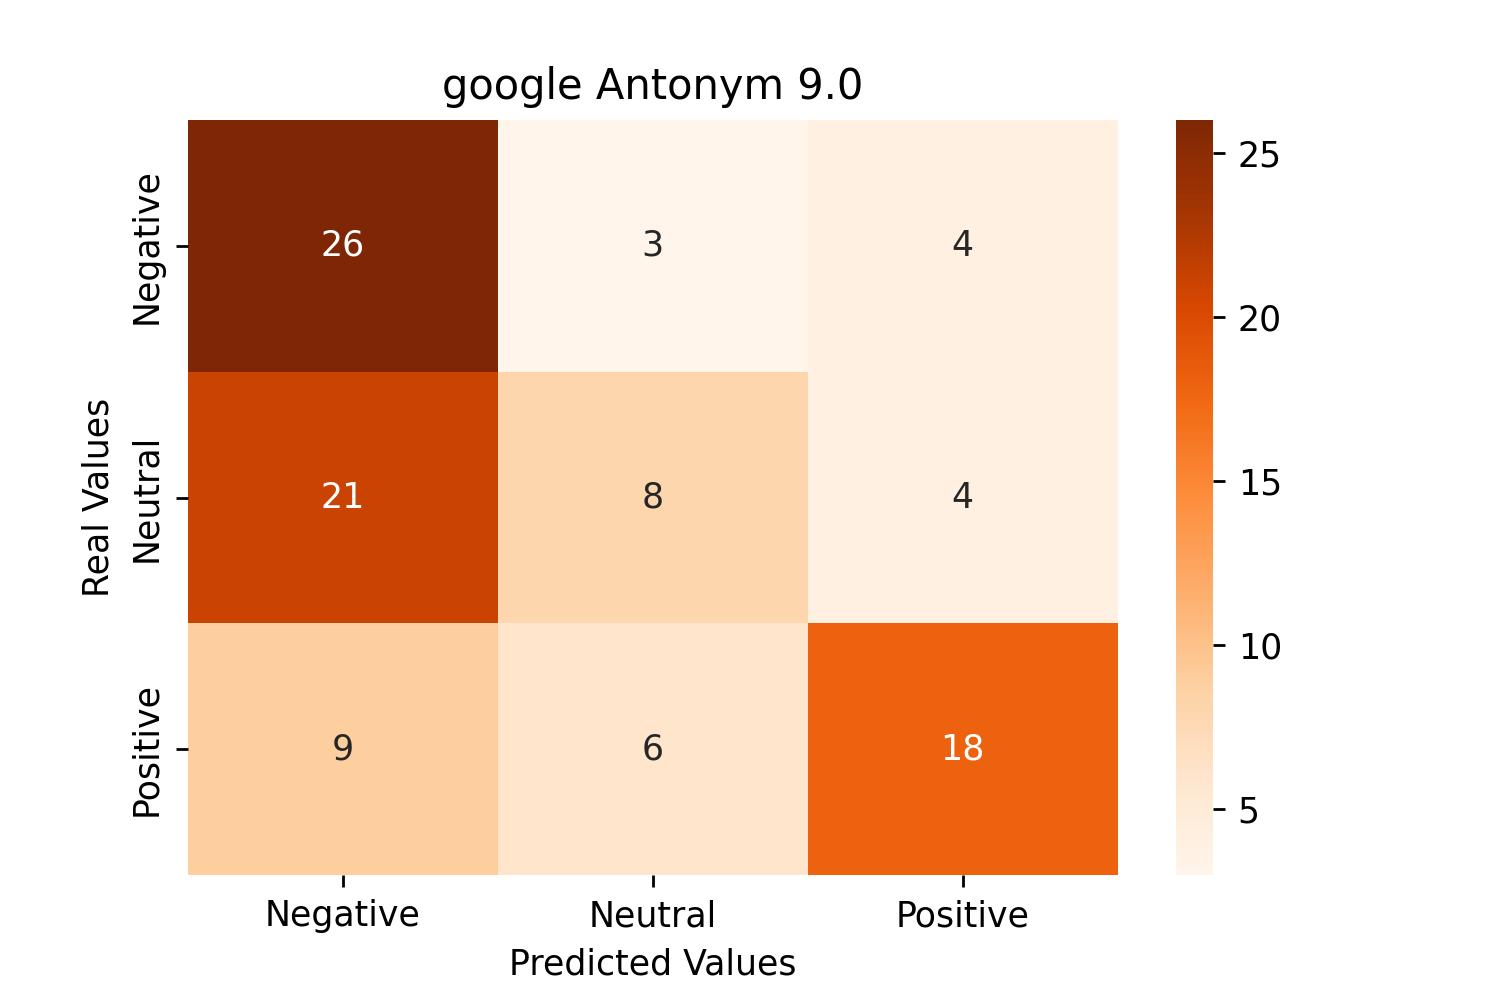 google Antonym 9.0
Real Values
Negative
26 3 4
Neutral
21 8 4
Positive
9 6 18
Negative Neutral Positive
Predicted Values
25
20
15
10
5